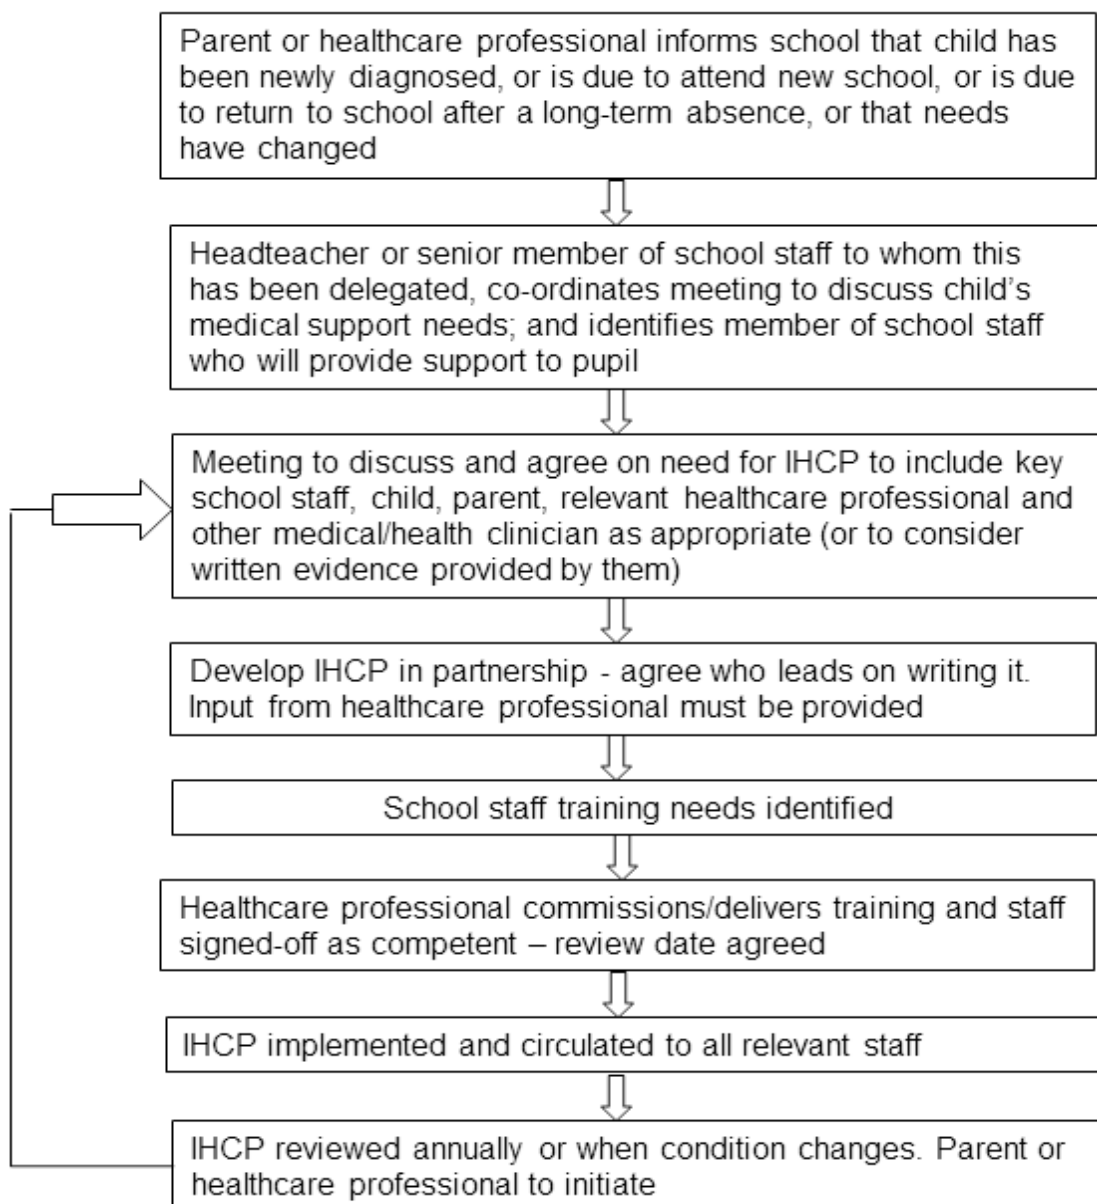 Parent or healthcare professional informs school that child has
been newly diagnosed, or is due to attend new school, or is due
to return to school after a long-term absence, or that needs
have changed
Headteacher or senior member of school staff to whom this
has been delegated, co-ordinates meeting to discuss child's
medical support needs; and identifies member of school staff
who will provide support to pupil
Meeting to discuss and agree on need for IHCP to include key
school staff, child, parent, relevant healthcare professional and
other medical/health clinician as appropriate (or to consider
written evidence provided by them)
Develop IHCP in partnership - agree who leads on writing it.
Input from healthcare professional must be provided
School staff training needs identified
Healthcare professional commissions/delivers training and staff
signed-off as competent – review date agreed
IHCP implemented and circulated to all relevant staff
IHCP reviewed annually or when condition changes. Parent or
healthcare professional to initiate